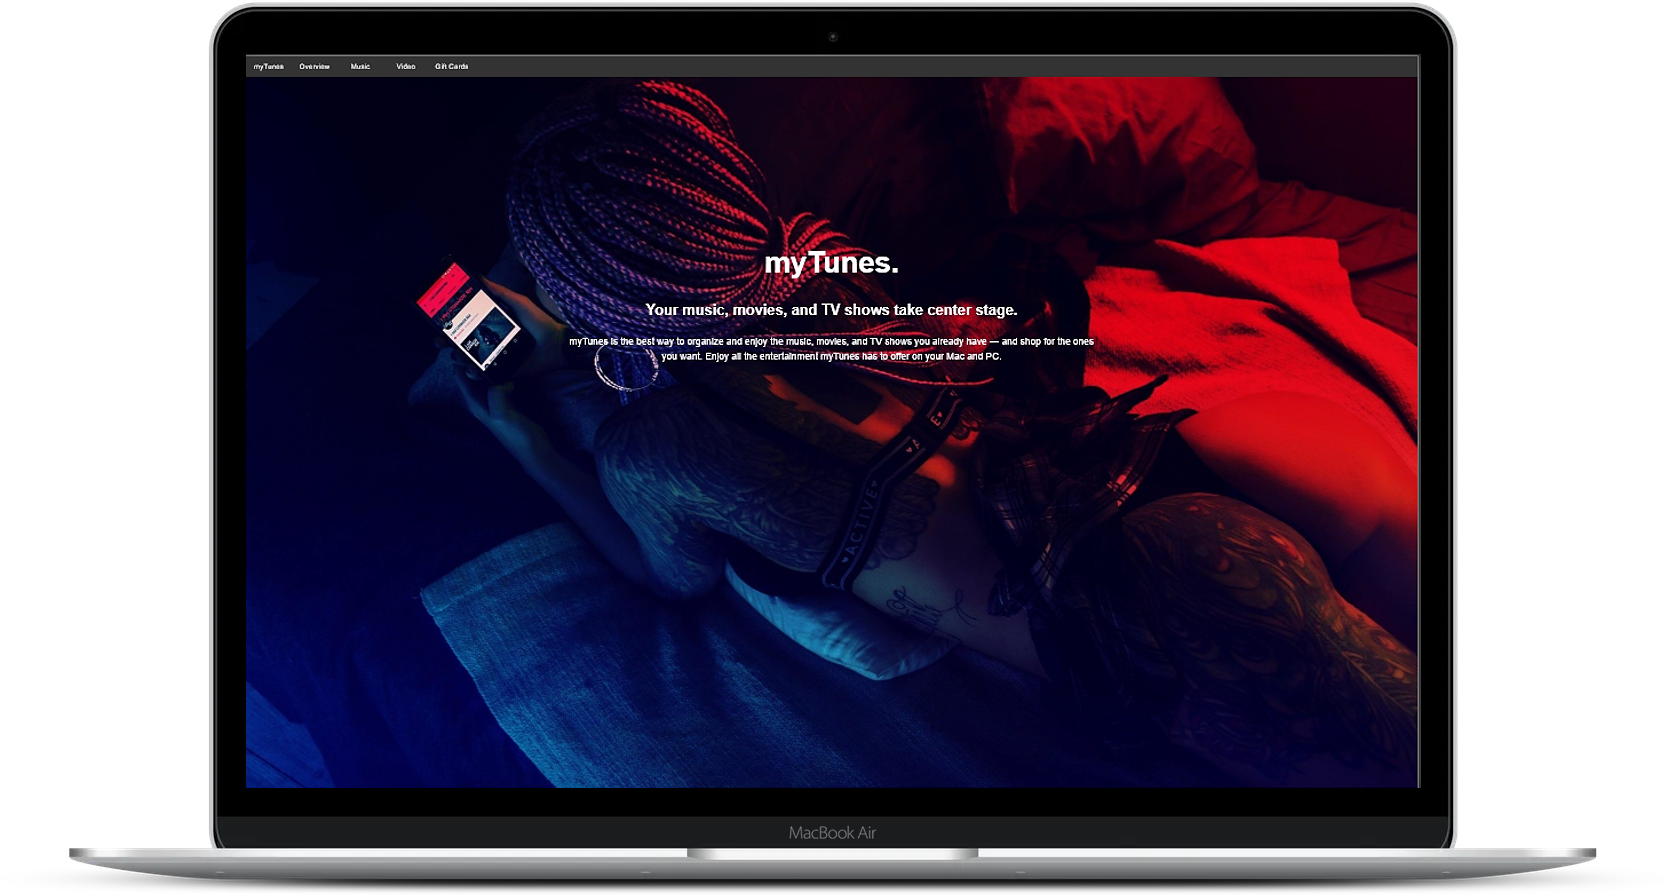 myTunes Overview Music Video Gift Cards
myTunes.
Your music, movies, and TV shows take center stage.
myTunes is the best way to organize and enjoy the music, movies, and TV shows you already have — and shop for the ones
you want. Enjoy all the entertainment myTunes has to offer on your Mac and PC.
E♥
♥ACTIVE♥
MacBook Air